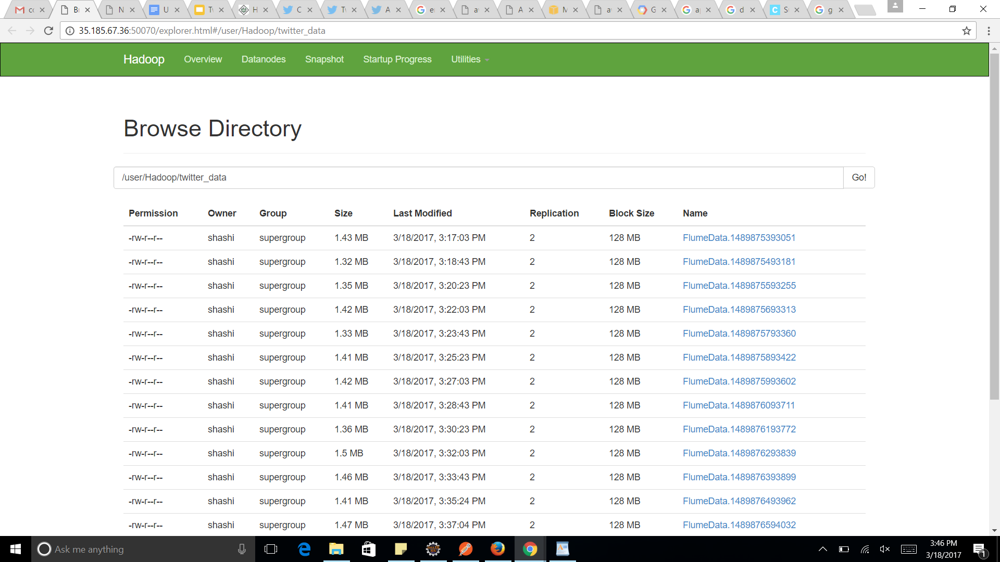 co
Br
N
U
Tv
H
C
Tv
A
en
av
A
M
av
G
ap
d
S
g
35.185.67.36:50070/explorer.html#/user/Hadoop/twitter_data
Hadoop Overview Datanodes Snapshot Startup Progress Utilities
Browse Directory
/user/Hadoop/twitter_data Go!
Permission Owner Group Size Last Modified Replication Block Size Name
-rw-r--r-- shashi supergroup 1.43 MB 3/18/2017, 3:17:03 PM 2 128 MB FlumeData.1489875393051
-rw-r--r-- shashi supergroup 1.32 MB 3/18/2017, 3:18:43 PM 2 128 MB FlumeData.1489875493181
-rw-r--r-- shashi supergroup 1.35 MB 3/18/2017, 3:20:23 PM 2 128 MB FlumeData.1489875593255
-rw-r--r-- shashi supergroup 1.42 MB 3/18/2017, 3:22:03 PM 2 128 MB FlumeData.1489875693313
-rw-r--r-- shashi supergroup 1.33 MB 3/18/2017, 3:23:43 PM 2 128 MB FlumeData.1489875793360
-rw-r--r-- shashi supergroup 1.41 MB 3/18/2017, 3:25:23 PM 2 128 MB FlumeData.1489875893422
-rw-r--r-- shashi supergroup 1.42 MB 3/18/2017, 3:27:03 PM 2 128 MB FlumeData.1489875993602
-rw-r--r-- shashi supergroup 1.41 MB 3/18/2017, 3:28:43 PM 2 128 MB FlumeData.1489876093711
-rw-r--r-- shashi supergroup 1.36 MB 3/18/2017, 3:30:23 PM 2 128 MB FlumeData.1489876193772
-rw-r--r-- shashi supergroup 1.5 MB 3/18/2017, 3:32:03 PM 2 128 MB FlumeData.1489876293839
-rw-r--r-- shashi supergroup 1.46 MB 3/18/2017, 3:33:43 PM 2 128 MB FlumeData.1489876393899
-rw-r--r-- shashi supergroup 1.41 MB 3/18/2017, 3:35:24 PM 2 128 MB FlumeData.1489876493962
-rw-r--r-- shashi supergroup 1.47 MB 3/18/2017, 3:37:04 PM 2 128 MB FlumeData.1489876594032
Ask me anything
3:46 PM
3/18/2017
1